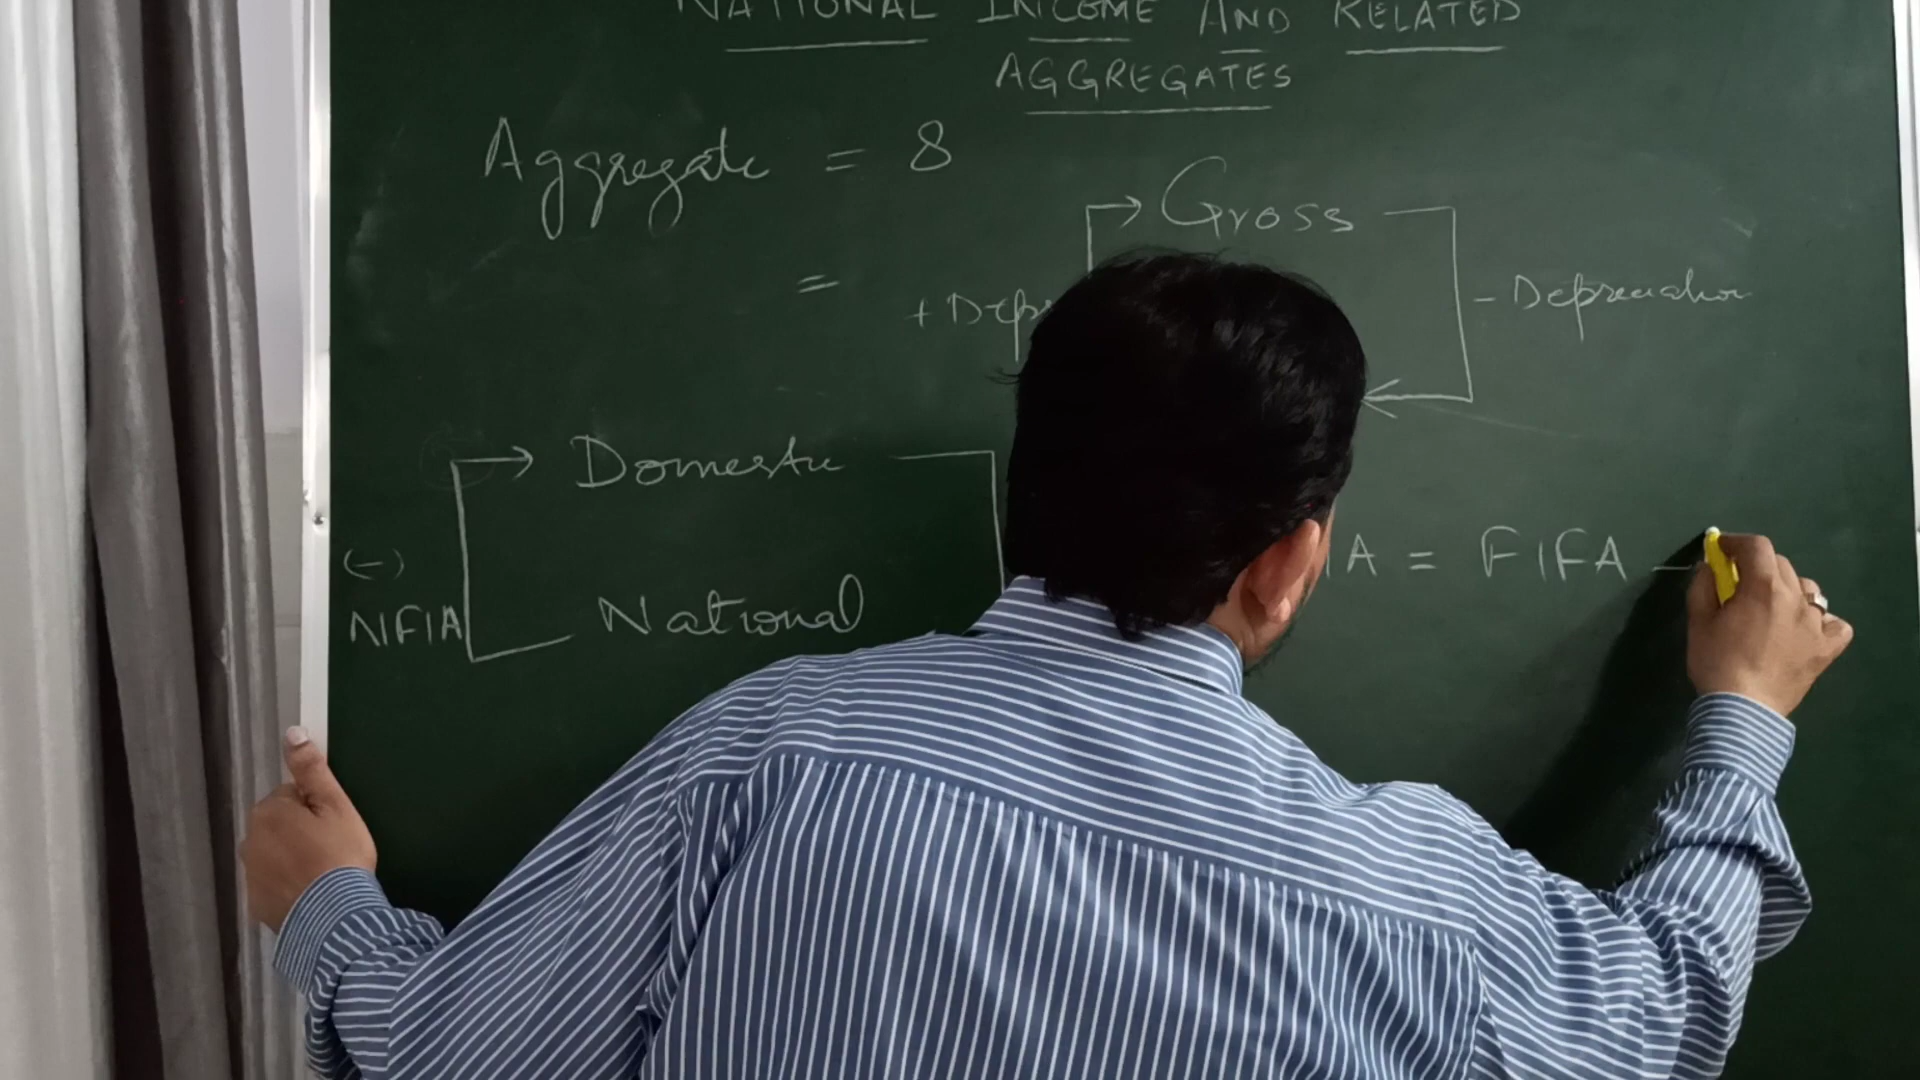 NATIONAL INCOME AND RELATED
AGGREGATES
Aggregate = 8
Gross
=
+ Depr
- Depreciation
Domestic
(-)
NFIA
National
IA = FIFA -